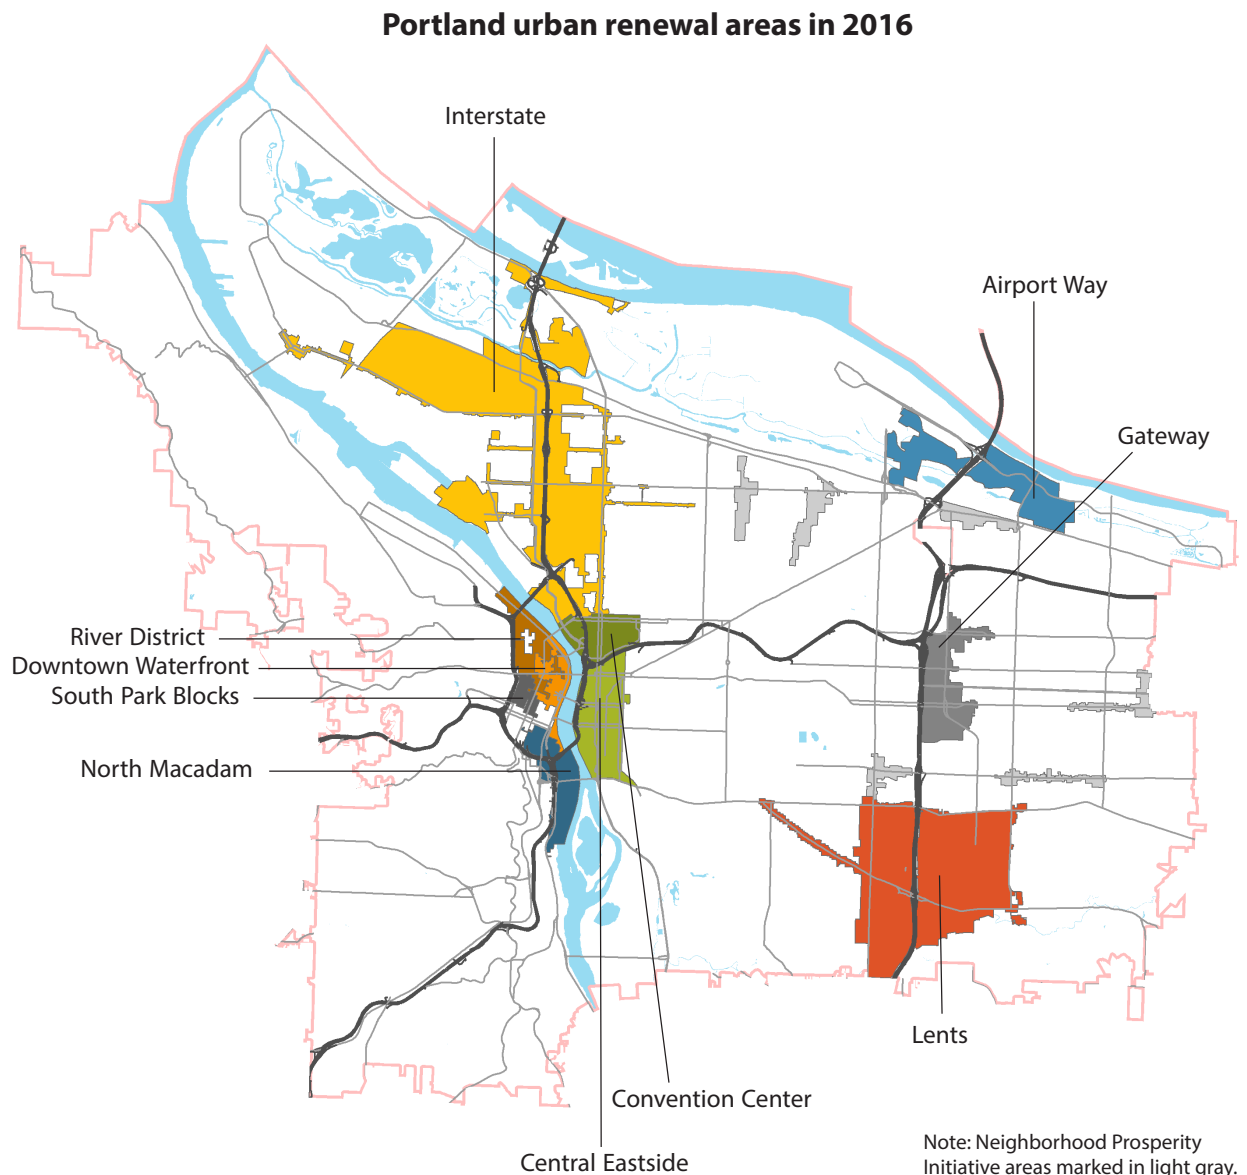 Portland urban renewal areas in 2016
Interstate
Airport Way
Gateway
River District
Downtown Waterfront
South Park Blocks
North Macadam
Lents
Convention Center
Central Eastside
Note: Neighborhood Prosperity
Initiative areas marked in light gray.